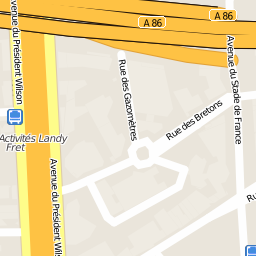 Avenue du Président Wilson
A 86
A 86
Rue des Gazomètres
Avenue du Stade de France
Rue des Bretons
Activités Landy
Fret
Avenue du Président Wil